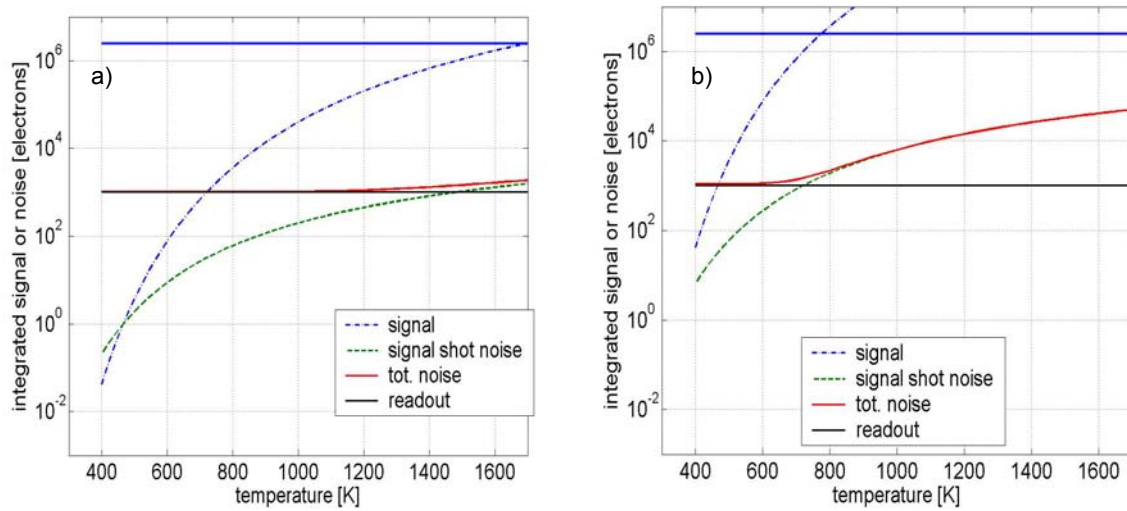 a)
integrated signal or noise [electrons]
10^6
10^4
10^2
10^0
10^-2
signal
signal shot noise
tot. noise
readout
400 600 800 1000 1200 1400 1600
temperature [K]
b)
integrated signal or noise [electrons]
10^6
10^4
10^2
10^0
10^-2
signal
signal shot noise
tot. noise
readout
400 600 800 1000 1200 1400 1600
temperature [K]